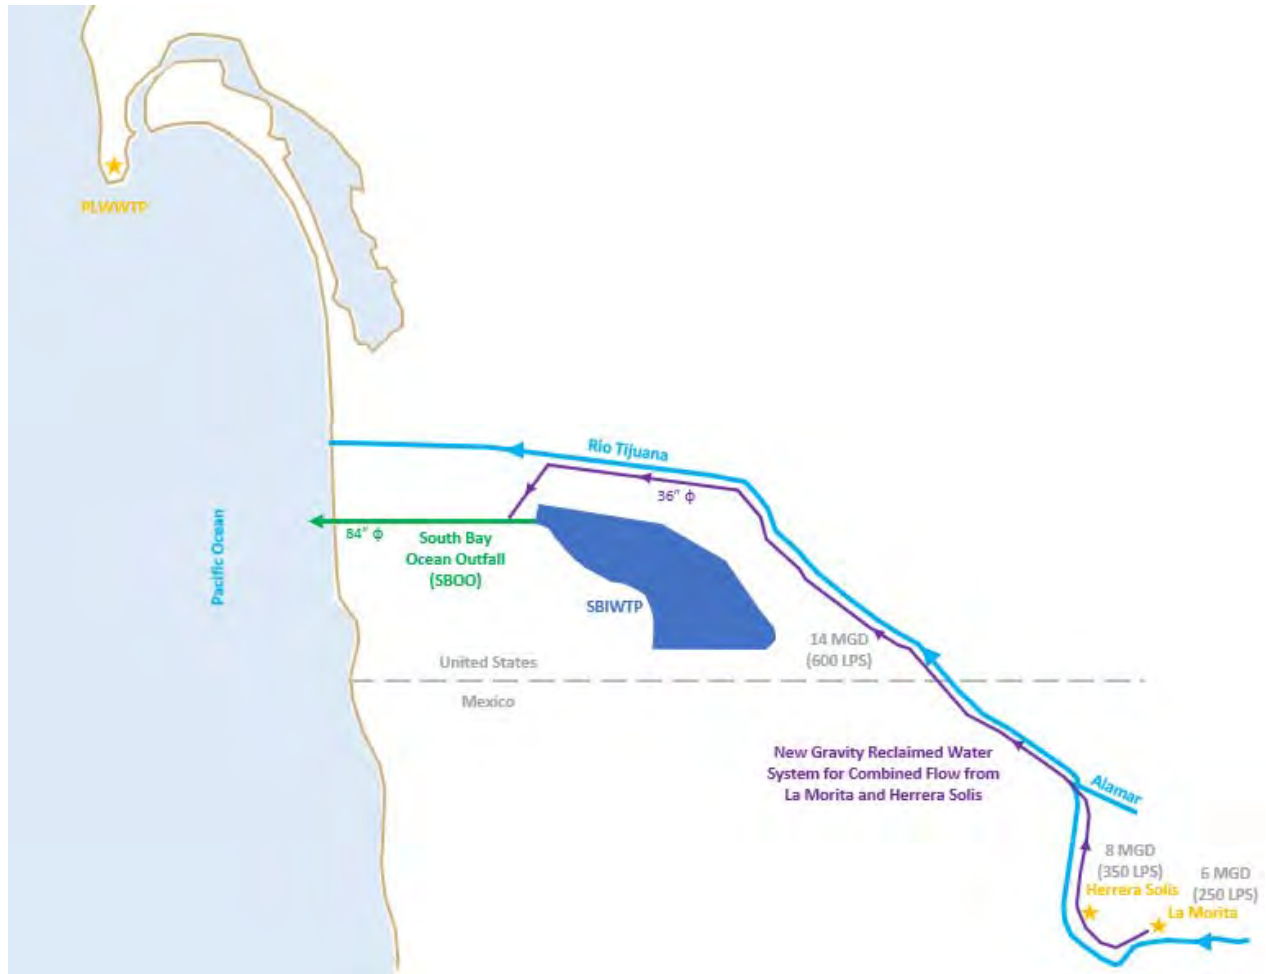 PLWWTP
Rio Tijuana
36" ϕ
84" ϕ
South Bay
Ocean Outfall
(SBOO)
Pacific Ocean
SBIWTP
14 MGD
(600 LPS)
United States
Mexico
New Gravity Reclaimed Water
System for Combined Flow from
La Morita and Herrera Solis
Alamar
8 MGD
(350 LPS)
Herrera Solis
6 MGD
(250 LPS)
La Morita